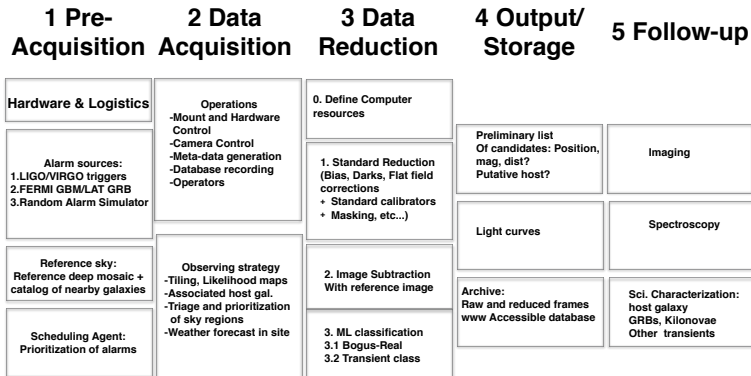 1 Pre-
Acquisition
2 Data
Acquisition
3 Data
Reduction
4 Output/
Storage
5 Follow-up
Hardware & Logistics
Alarm sources:
1.LIGO/VIRGO triggers
2.FERMI GBM/LAT GRB
3.Random Alarm Simulator
Reference sky:
Reference deep mosaic +
catalog of nearby galaxies
Scheduling Agent:
Prioritization of alarms
Operations
-Mount and Hardware
Control
-Camera Control
-Meta-data generation
-Database recording
-Operators
Observing strategy
-Tiling, Likelihood maps
-Associated host gal.
-Triage and prioritization
of sky regions
-Weather forecast in site
0. Define Computer
resources
1. Standard Reduction
(Bias, Darks, Flat field
corrections
+ Standard calibrators
+ Masking, etc...)
2. Image Subtraction
With reference image
3. ML classification
3.1 Bogus-Real
3.2 Transient class
Preliminary list
Of candidates: Position,
mag, dist?
Putative host?
Light curves
Archive:
Raw and reduced frames
www Accessible database
Imaging
Spectroscopy
Sci. Characterization:
host galaxy
GRBs, Kilonovae
Other transients